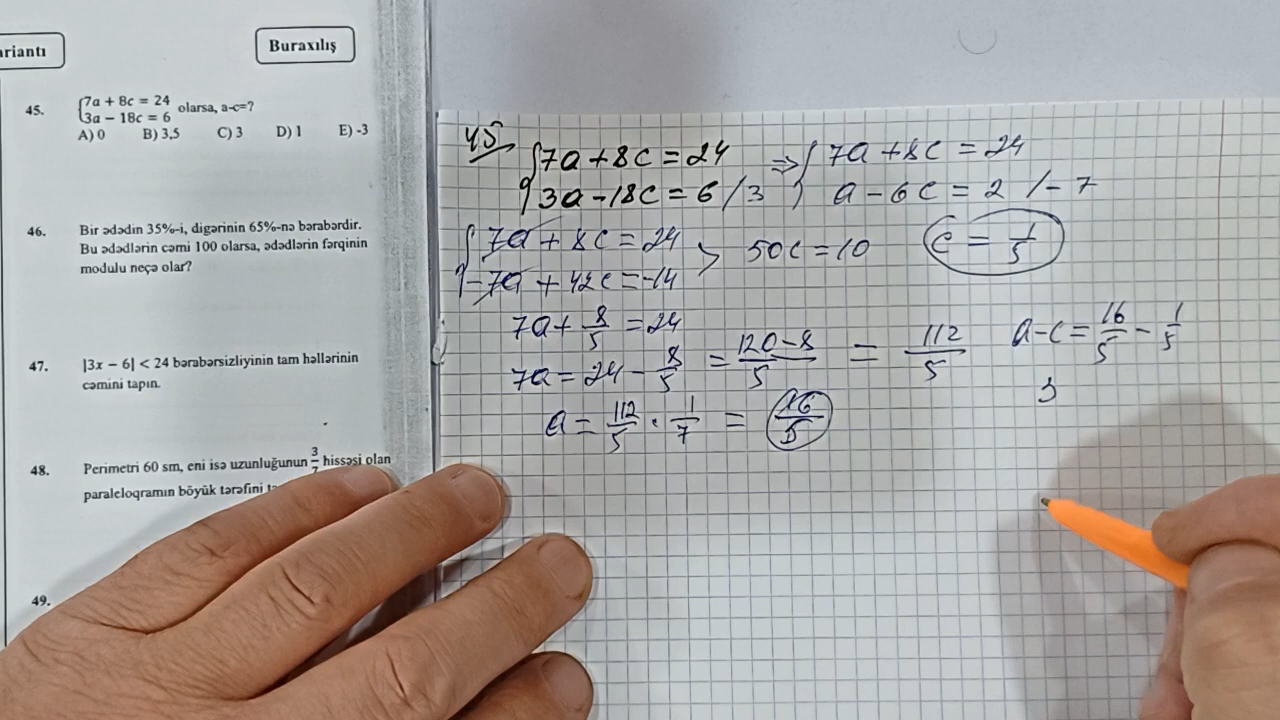 riantı
Buraxılış
45. {7a + 8c = 24
3a − 18c = 6 olarsa, a-c=?
A) 0 B) 3,5 C) 3 D) 1 E) -3
46. Bir ədədin 35%-i, digərinin 65%-nə bərabərdir.
Bu ədədlərin cəmi 100 olarsa, ədədlərin fərqinin
modulu neçə olar?
47. |3x − 6| < 24 bərabərsizliyinin tam həllərinin
cəmini tapın.
48. Perimetri 60 sm, eni isə uzunluğunun 3/7 hissəsi olan
paraleloqramın böyük tərəfini
49.
45
{7a + 8c = 24 => {7a + 8c = 24
3a − 18c = 6 /3 a − 6c = 2 /− 7
{7a + 8c = 24 > 50c = 10 c = 1/5
−7a + 42c = −14
7a + 8/5 = 24
7a = 24 − 8/5 = 120−8/5 = 112/5 a−c = 16/5 − 1/5
3
a = 112/5 · 1/7 = 16/5